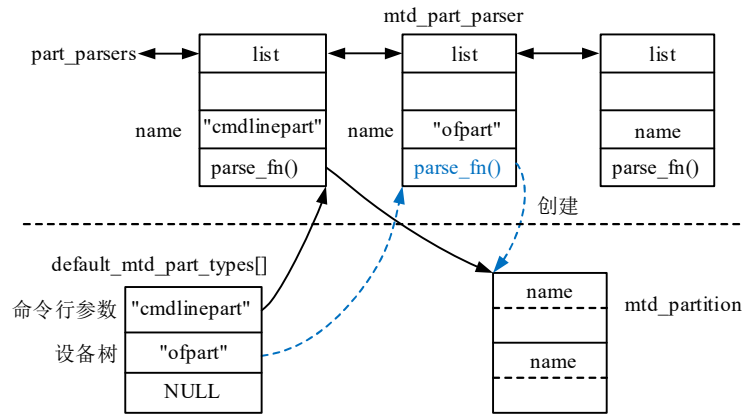 mtd_part_parser
part_parsers
list
list
list
name
"cmdlinepart"
name
"ofpart"
name
parse_fn()
parse_fn()
parse_fn()
创建
default_mtd_part_types[]
命令行参数
"cmdlinepart"
name
mtd_partition
设备树
"ofpart"
name
NULL